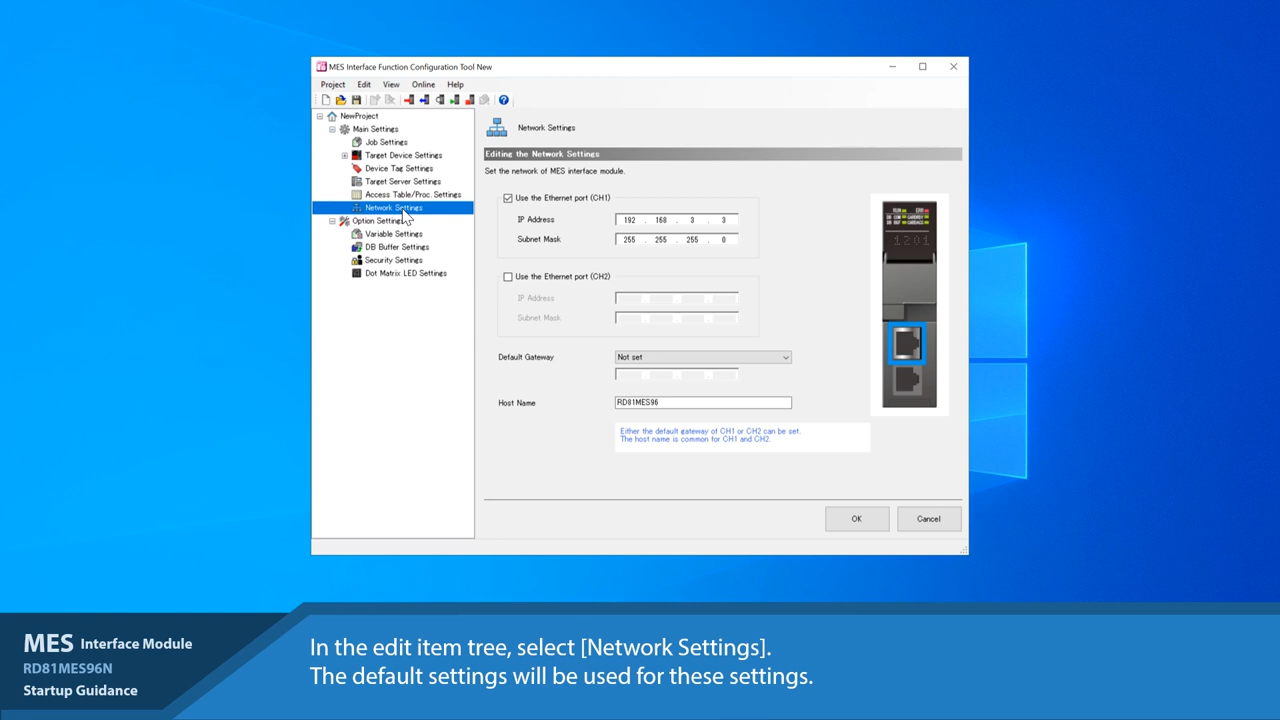 MES Interface Function Configuration Tool New
Project Edit View Online Help
NewProject
Main Settings
Job Settings
Target Device Settings
Device Tag Settings
Target Server Settings
Access Table/Proc. Settings
Network Settings
Option Settings
Variable Settings
DB Buffer Settings
Security Settings
Dot Matrix LED Settings
Network Settings
Editing the Network Settings
Set the network of MES interface module.
Use the Ethernet port (CH1)
IP Address 192 . 168 . 3 . 3
Subnet Mask 255 . 255 . 255 . 0
Use the Ethernet port (CH2)
IP Address . . .
Subnet Mask . . .
Default Gateway Not set
. . .
Host Name RD81MES96
Either the default gateway of CH1 or CH2 can be set.
The host name is common for CH1 and CH2.
RUN ERR
1201
OK Cancel
MES Interface Module
RD81MES96N
Startup Guidance
In the edit item tree, select [Network Settings].
The default settings will be used for these settings.